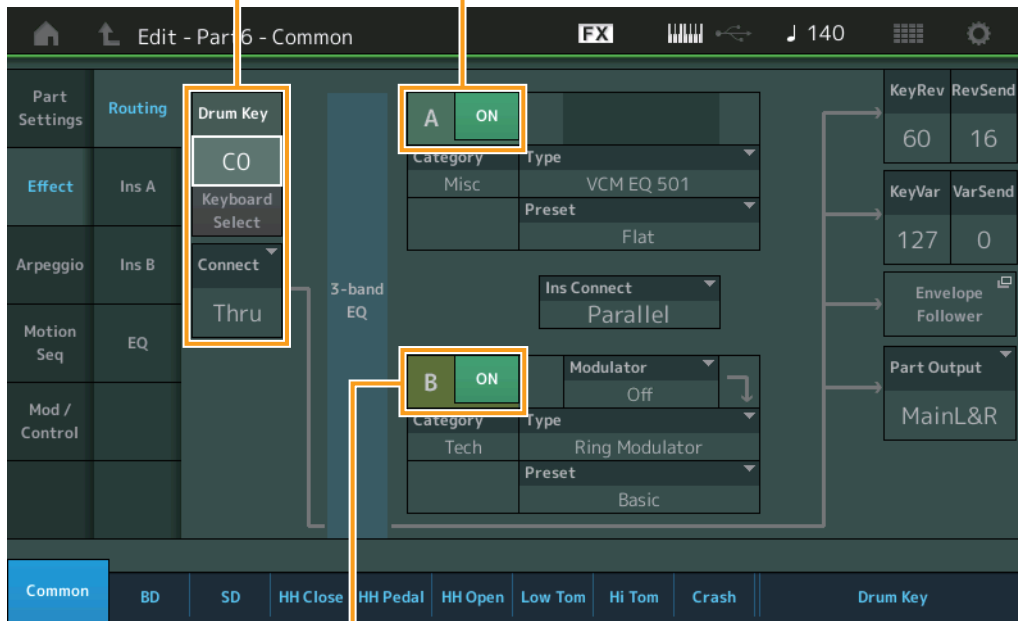 Edit - Part6 - Common FX 140
Part Settings
Effect
Arpeggio
Motion Seq
Mod / Control
Routing
Ins A
Ins B
EQ
Drum Key
C0
Keyboard Select
Connect
Thru
3-band EQ
A ON
Category Type
Misc VCM EQ 501
Preset
Flat
Ins Connect
Parallel
B ON
Modulator
Off
Category Type
Tech Ring Modulator
Preset
Basic
KeyRev RevSend
60 16
KeyVar VarSend
127 0
Envelope Follower
Part Output
MainL&R
Common BD SD HH Close HH Pedal HH Open Low Tom Hi Tom Crash Drum Key